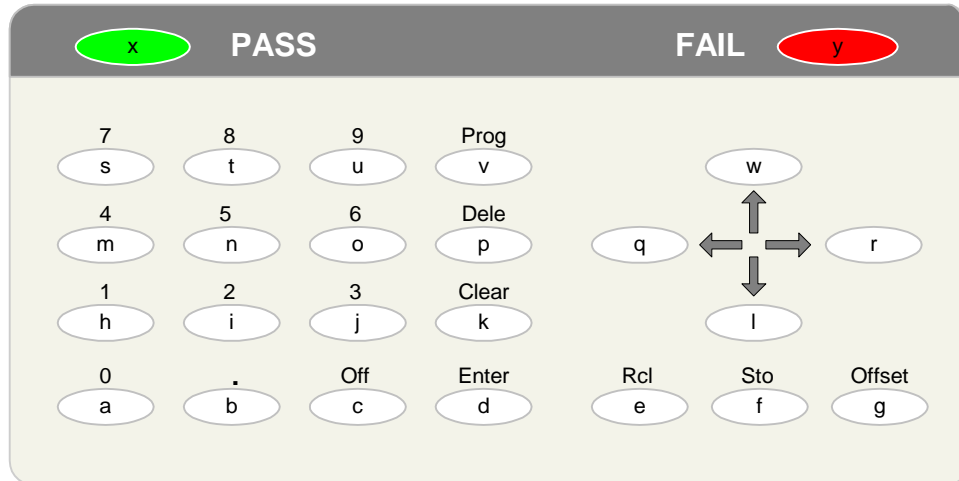 x PASS FAIL y
7 8 9 Prog
s t u v w
4 5 6 Dele
m n o p q r
1 2 3 Clear
h i j k l
0 . Off Enter Rcl Sto Offset
a b c d e f g